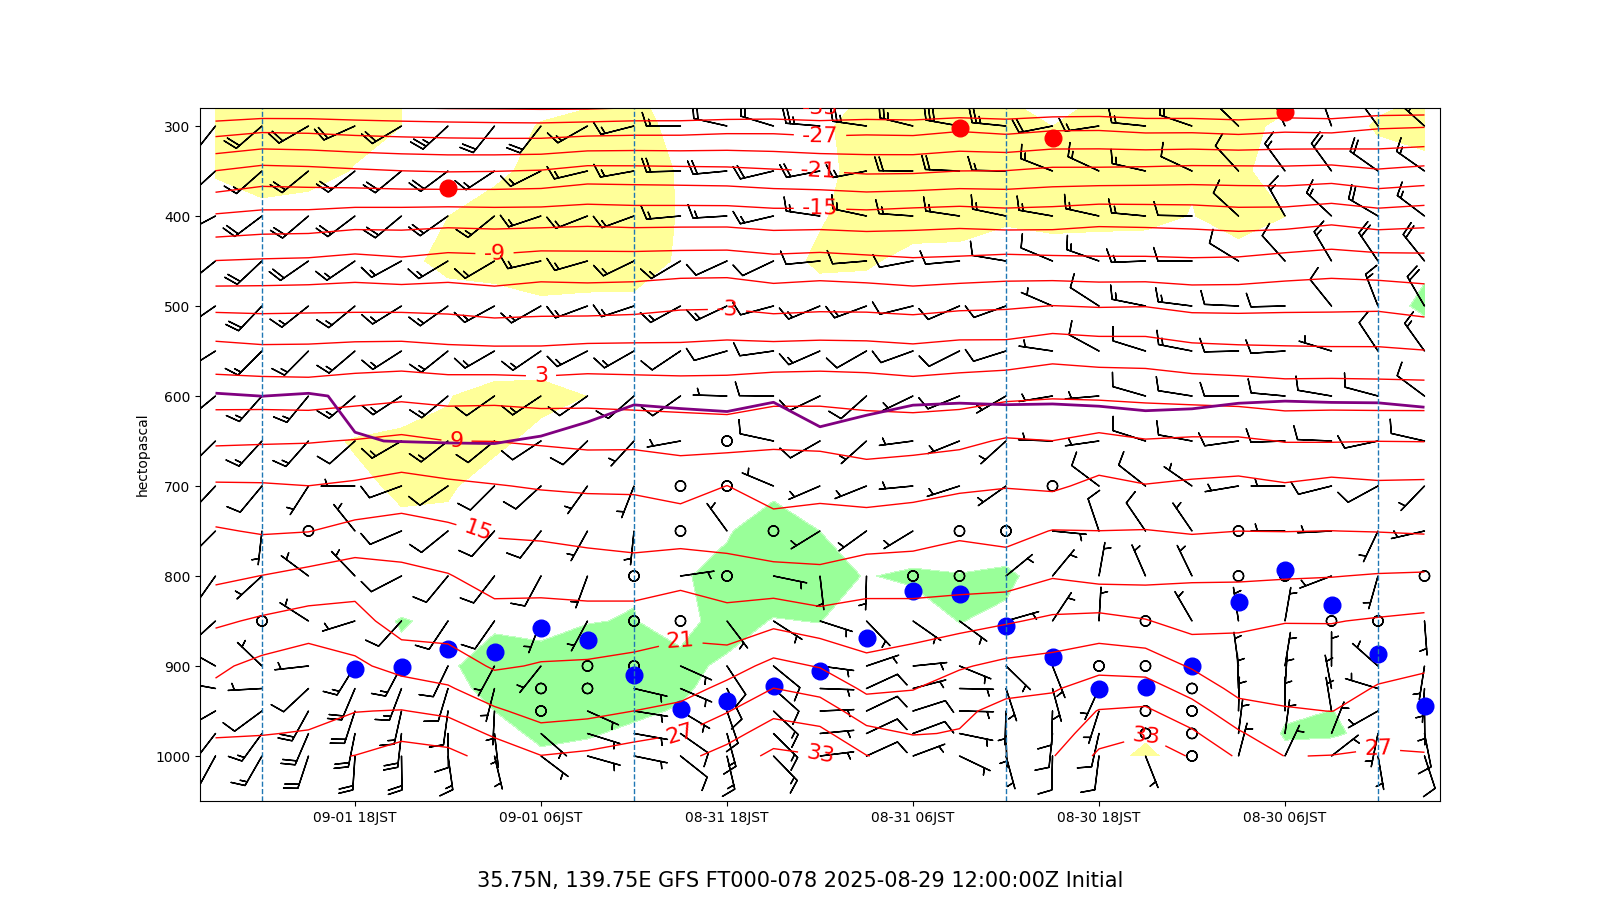 -33
300
-27
-21
400
-15
-9
500
3
3
600
9
hectopascal
700
15
800
21
900
27
33
33
27
1000
09-01 18JST
09-01 06JST
08-31 18JST
08-31 06JST
08-30 18JST
08-30 06JST
35.75N, 139.75E GFS FT000-078 2025-08-29 12:00:00Z Initial